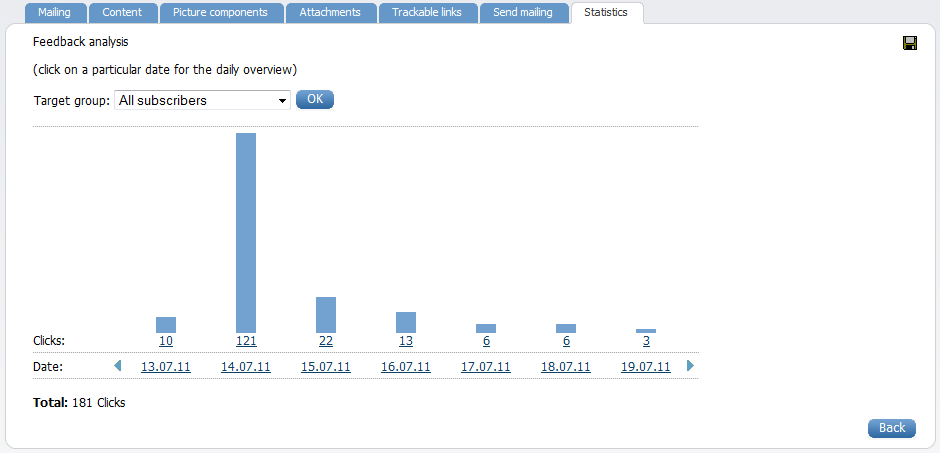 Mailing Content Picture components Attachments Trackable links Send mailing Statistics
Feedback analysis
(click on a particular date for the daily overview)
Target group: All subscribers OK
Clicks: 10 121 22 13 6 6 3
Date: 13.07.11 14.07.11 15.07.11 16.07.11 17.07.11 18.07.11 19.07.11
Total: 181 Clicks
Back